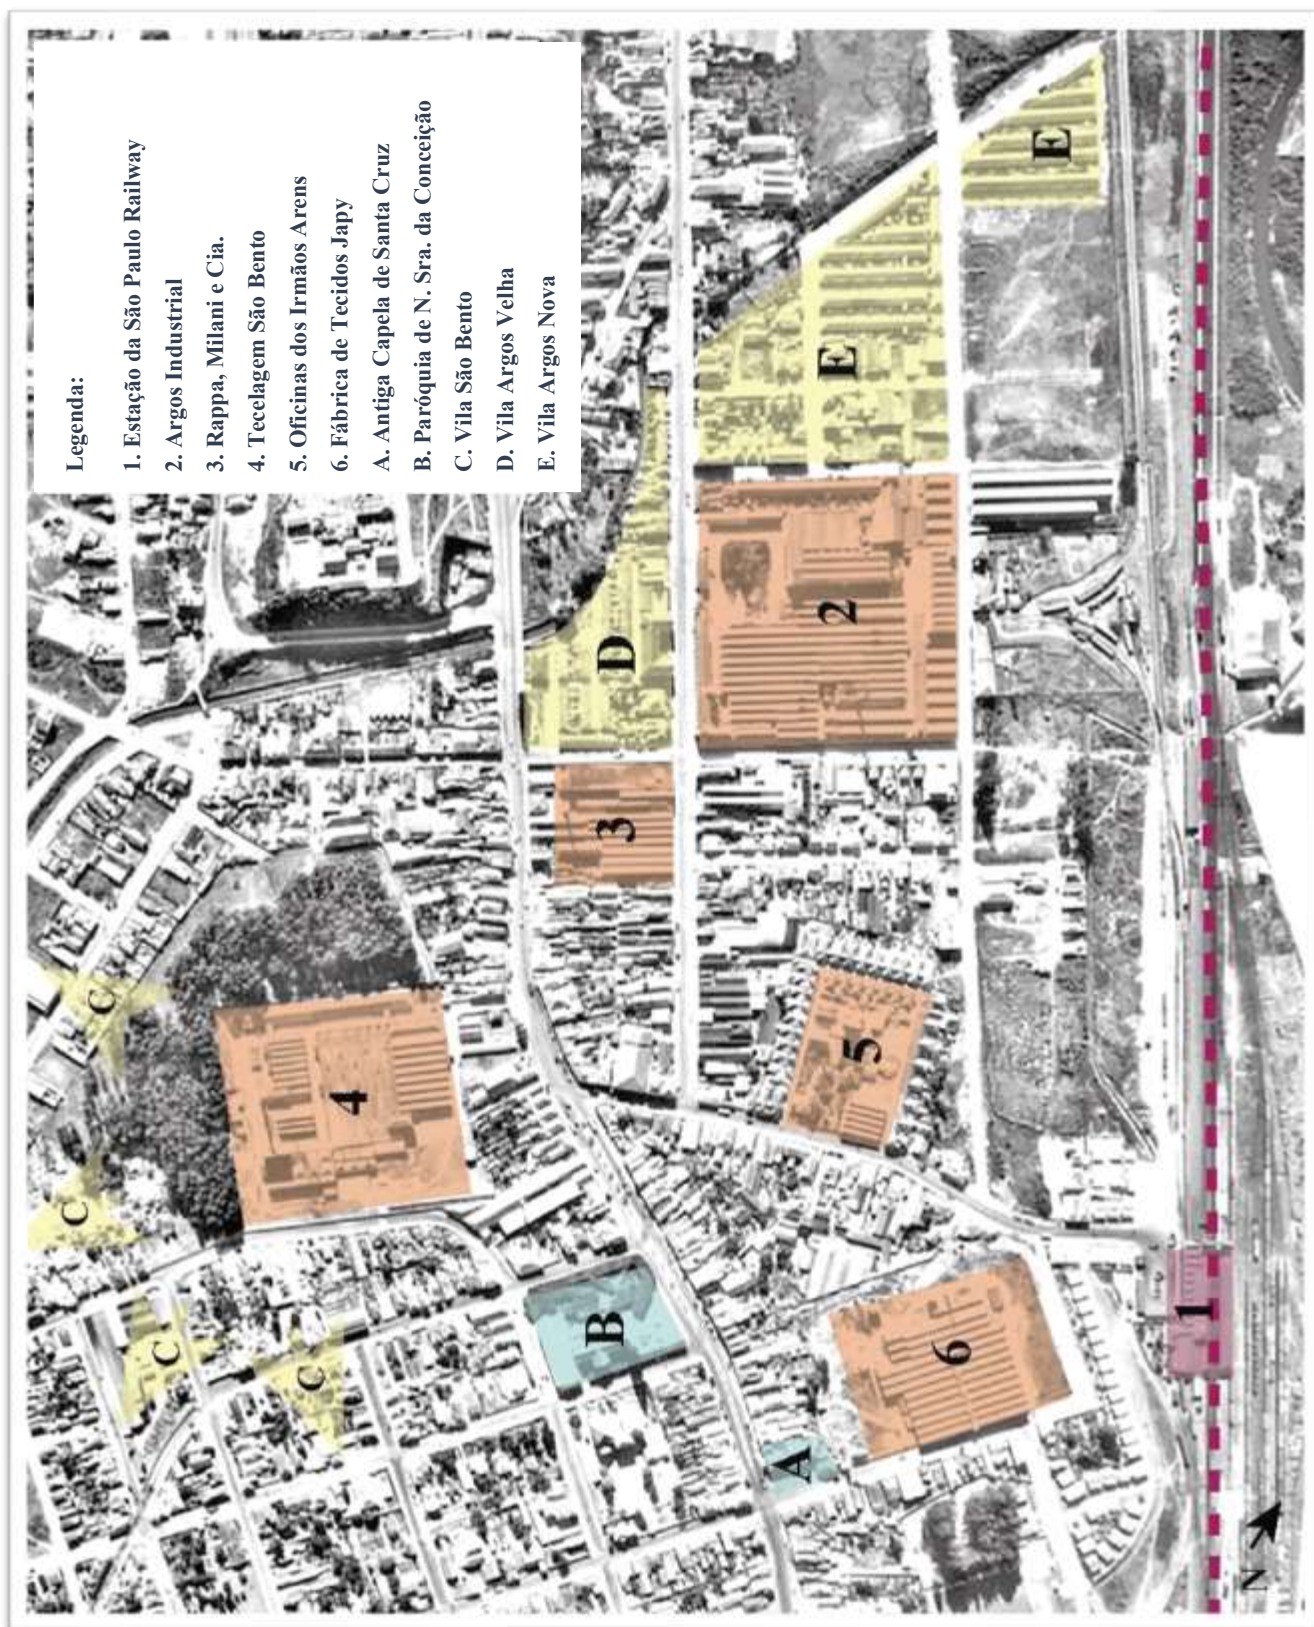 Legenda:
1. Estação da São Paulo Railway
2. Argos Industrial
3. Rappa, Milani e Cia.
4. Tecelagem São Bento
5. Oficinas dos Irmãos Arens
6. Fábrica de Tecidos Japy
A. Antiga Capela de Santa Cruz
B. Paróquia de N. Sra. da Conceição
C. Vila São Bento
D. Vila Argos Velha
E. Vila Argos Nova
C
C
C
C
4
B
A
3
D
5
6
2
E
E
1
N